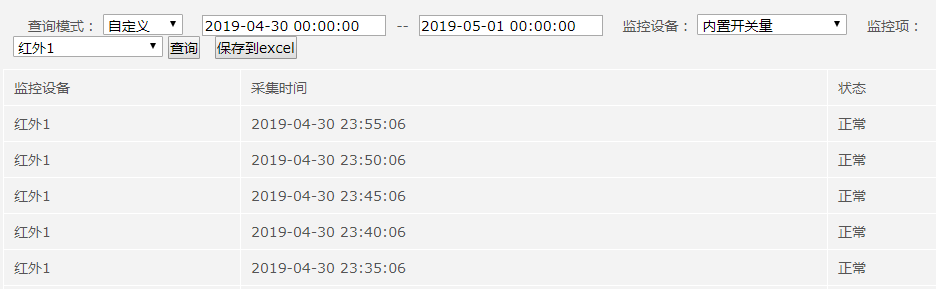 查询模式： 自定义 2019-04-30 00:00:00 -- 2019-05-01 00:00:00 监控设备： 内置开关量 监控项：
红外1 查询 保存到excel
监控设备 采集时间 状态
红外1 2019-04-30 23:55:06 正常
红外1 2019-04-30 23:50:06 正常
红外1 2019-04-30 23:45:06 正常
红外1 2019-04-30 23:40:06 正常
红外1 2019-04-30 23:35:06 正常